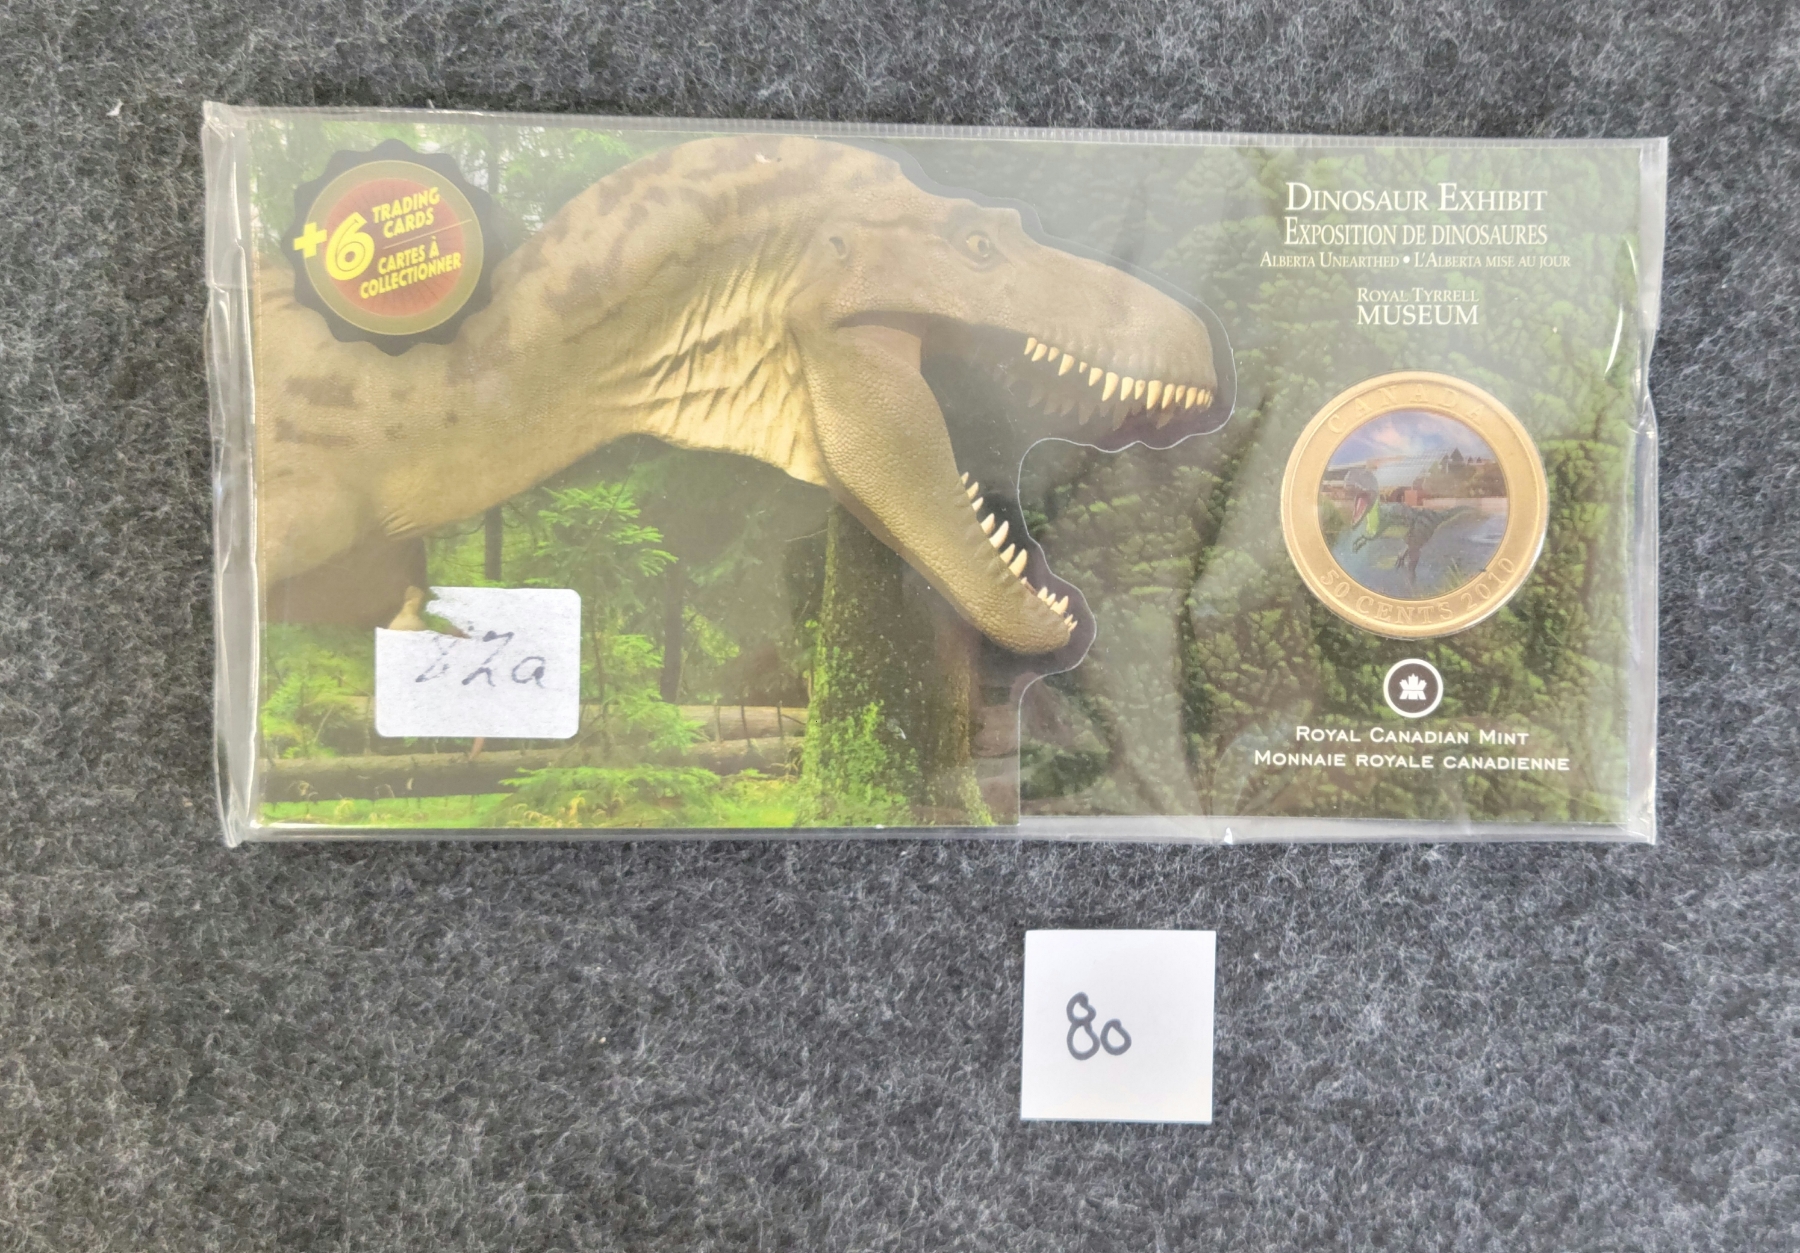 +6 TRADING
CARDS
CARTES À
COLLECTIONNER
DINOSAUR EXHIBIT
EXPOSITION DE DINOSAURES
ALBERTA UNEARTHED • L'ALBERTA MISE AU JOUR
ROYAL TYRRELL
MUSEUM
CANADA
50 CENTS 2010
ROYAL CANADIAN MINT
MONNAIE ROYALE CANADIENNE
80